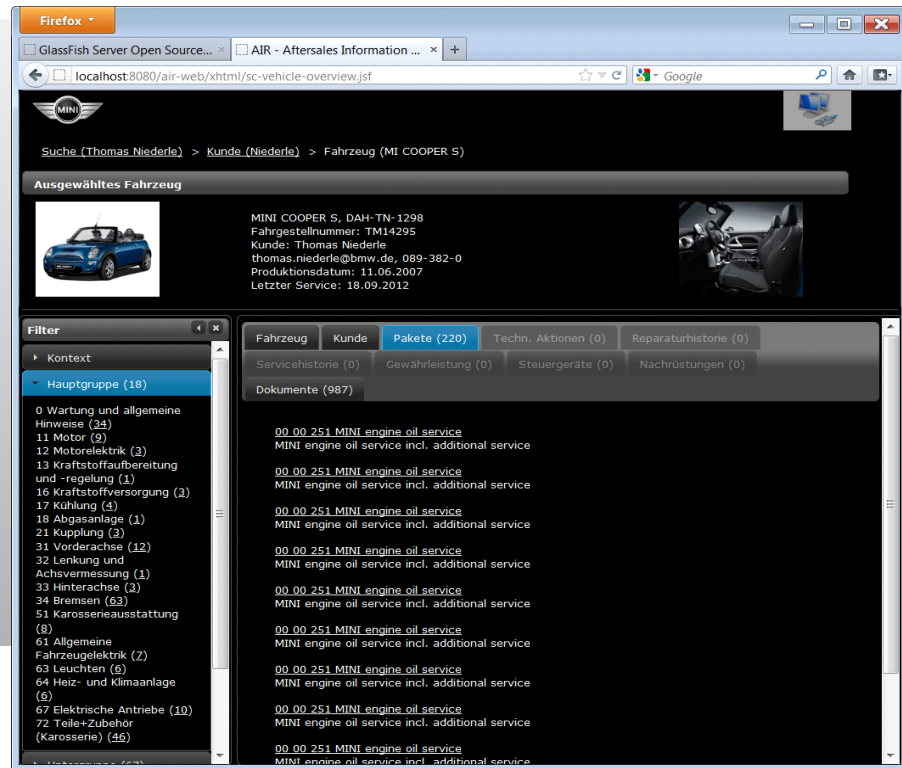 Firefox
GlassFish Server Open Source...
AIR - Aftersales Information ...
localhost:8080/air-web/xhtml/sc-vehicle-overview.jsf
Google
MINI
Suche (Thomas Niederle) > Kunde (Niederle) > Fahrzeug (MI COOPER S)
Ausgewähltes Fahrzeug
MINI COOPER S, DAH-TN-1298
Fahrgestellnummer: TM14295
Kunde: Thomas Niederle
thomas.niederle@bmw.de, 089-382-0
Produktionsdatum: 11.06.2007
Letzter Service: 18.09.2012
Filter
Kontext
Hauptgruppe (18)
0 Wartung und allgemeine
Hinweise (34)
11 Motor (9)
12 Motorelektrik (3)
13 Kraftstoffaufbereitung
und -regelung (1)
16 Kraftstoffversorgung (3)
17 Kühlung (4)
18 Abgasanlage (1)
21 Kupplung (3)
31 Vorderachse (12)
32 Lenkung und
Achsvermessung (1)
33 Hinterachse (3)
34 Bremsen (63)
51 Karosserieausstattung
(8)
61 Allgemeine
Fahrzeugelektrik (7)
63 Leuchten (6)
64 Heiz- und Klimaanlage
(6)
67 Elektrische Antriebe (10)
72 Teile+Zubehör
(Karosserie) (46)
Untergruppe (67)
Fahrzeug Kunde Pakete (220) Techn. Aktionen (0) Reparaturhistorie (0)
Servicehistorie (0) Gewährleistung (0) Steuergeräte (0) Nachrüstungen (0)
Dokumente (987)
00 00 251 MINI engine oil service
MINI engine oil service incl. additional service
00 00 251 MINI engine oil service
MINI engine oil service incl. additional service
00 00 251 MINI engine oil service
MINI engine oil service incl. additional service
00 00 251 MINI engine oil service
MINI engine oil service incl. additional service
00 00 251 MINI engine oil service
MINI engine oil service incl. additional service
00 00 251 MINI engine oil service
MINI engine oil service incl. additional service
00 00 251 MINI engine oil service
MINI engine oil service incl. additional service
00 00 251 MINI engine oil service
MINI engine oil service incl. additional service
00 00 251 MINI engine oil service
MINI engine oil service incl. additional service